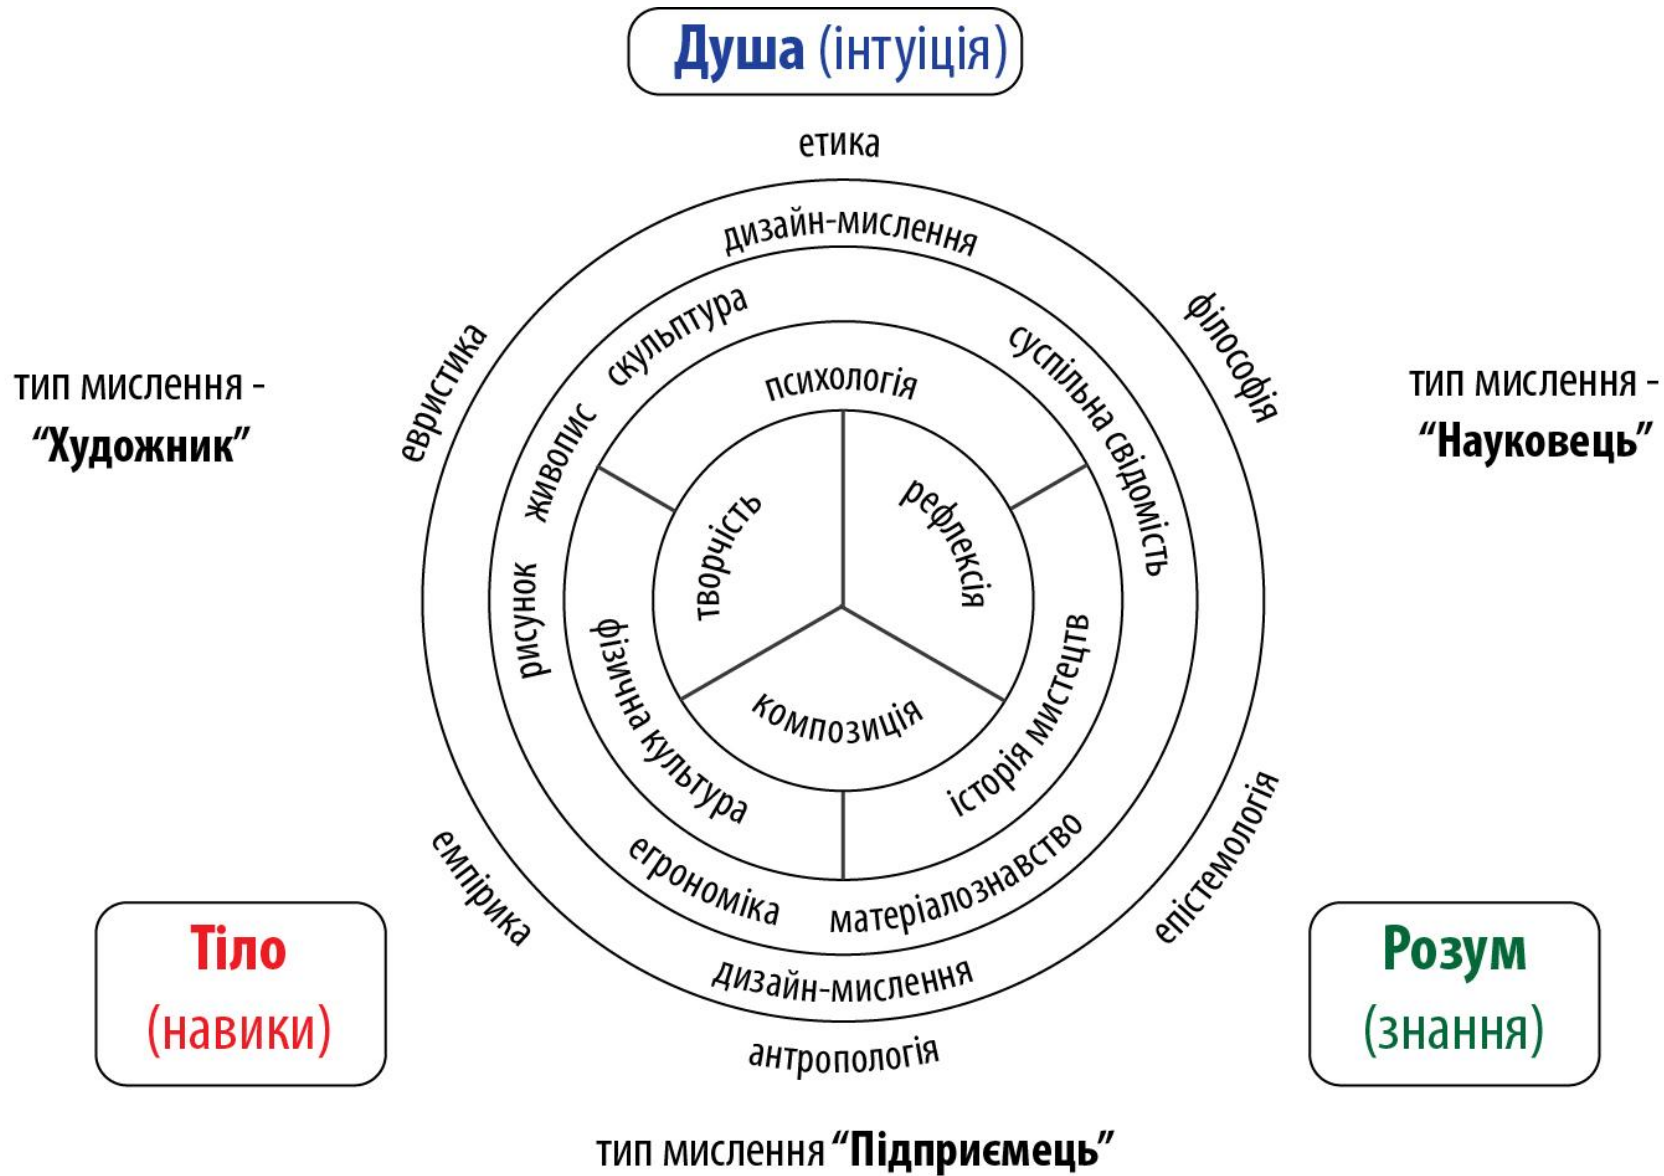 Душа (інтуіція)
етика
дизайн-мислення
скульптура
живопис
рисунок
суспільна свідомість
евристика
філософія
тип мислення -
“Художник”
тип мислення -
“Науковець”
психологія
творчість
рефлексія
композиція
фізична культура
історія мистецтв
егрономіка
матеріалознавство
дизайн-мислення
емпірика
епістемологія
антропологія
Тіло
(навики)
Розум
(знання)
тип мислення “Підприємець”